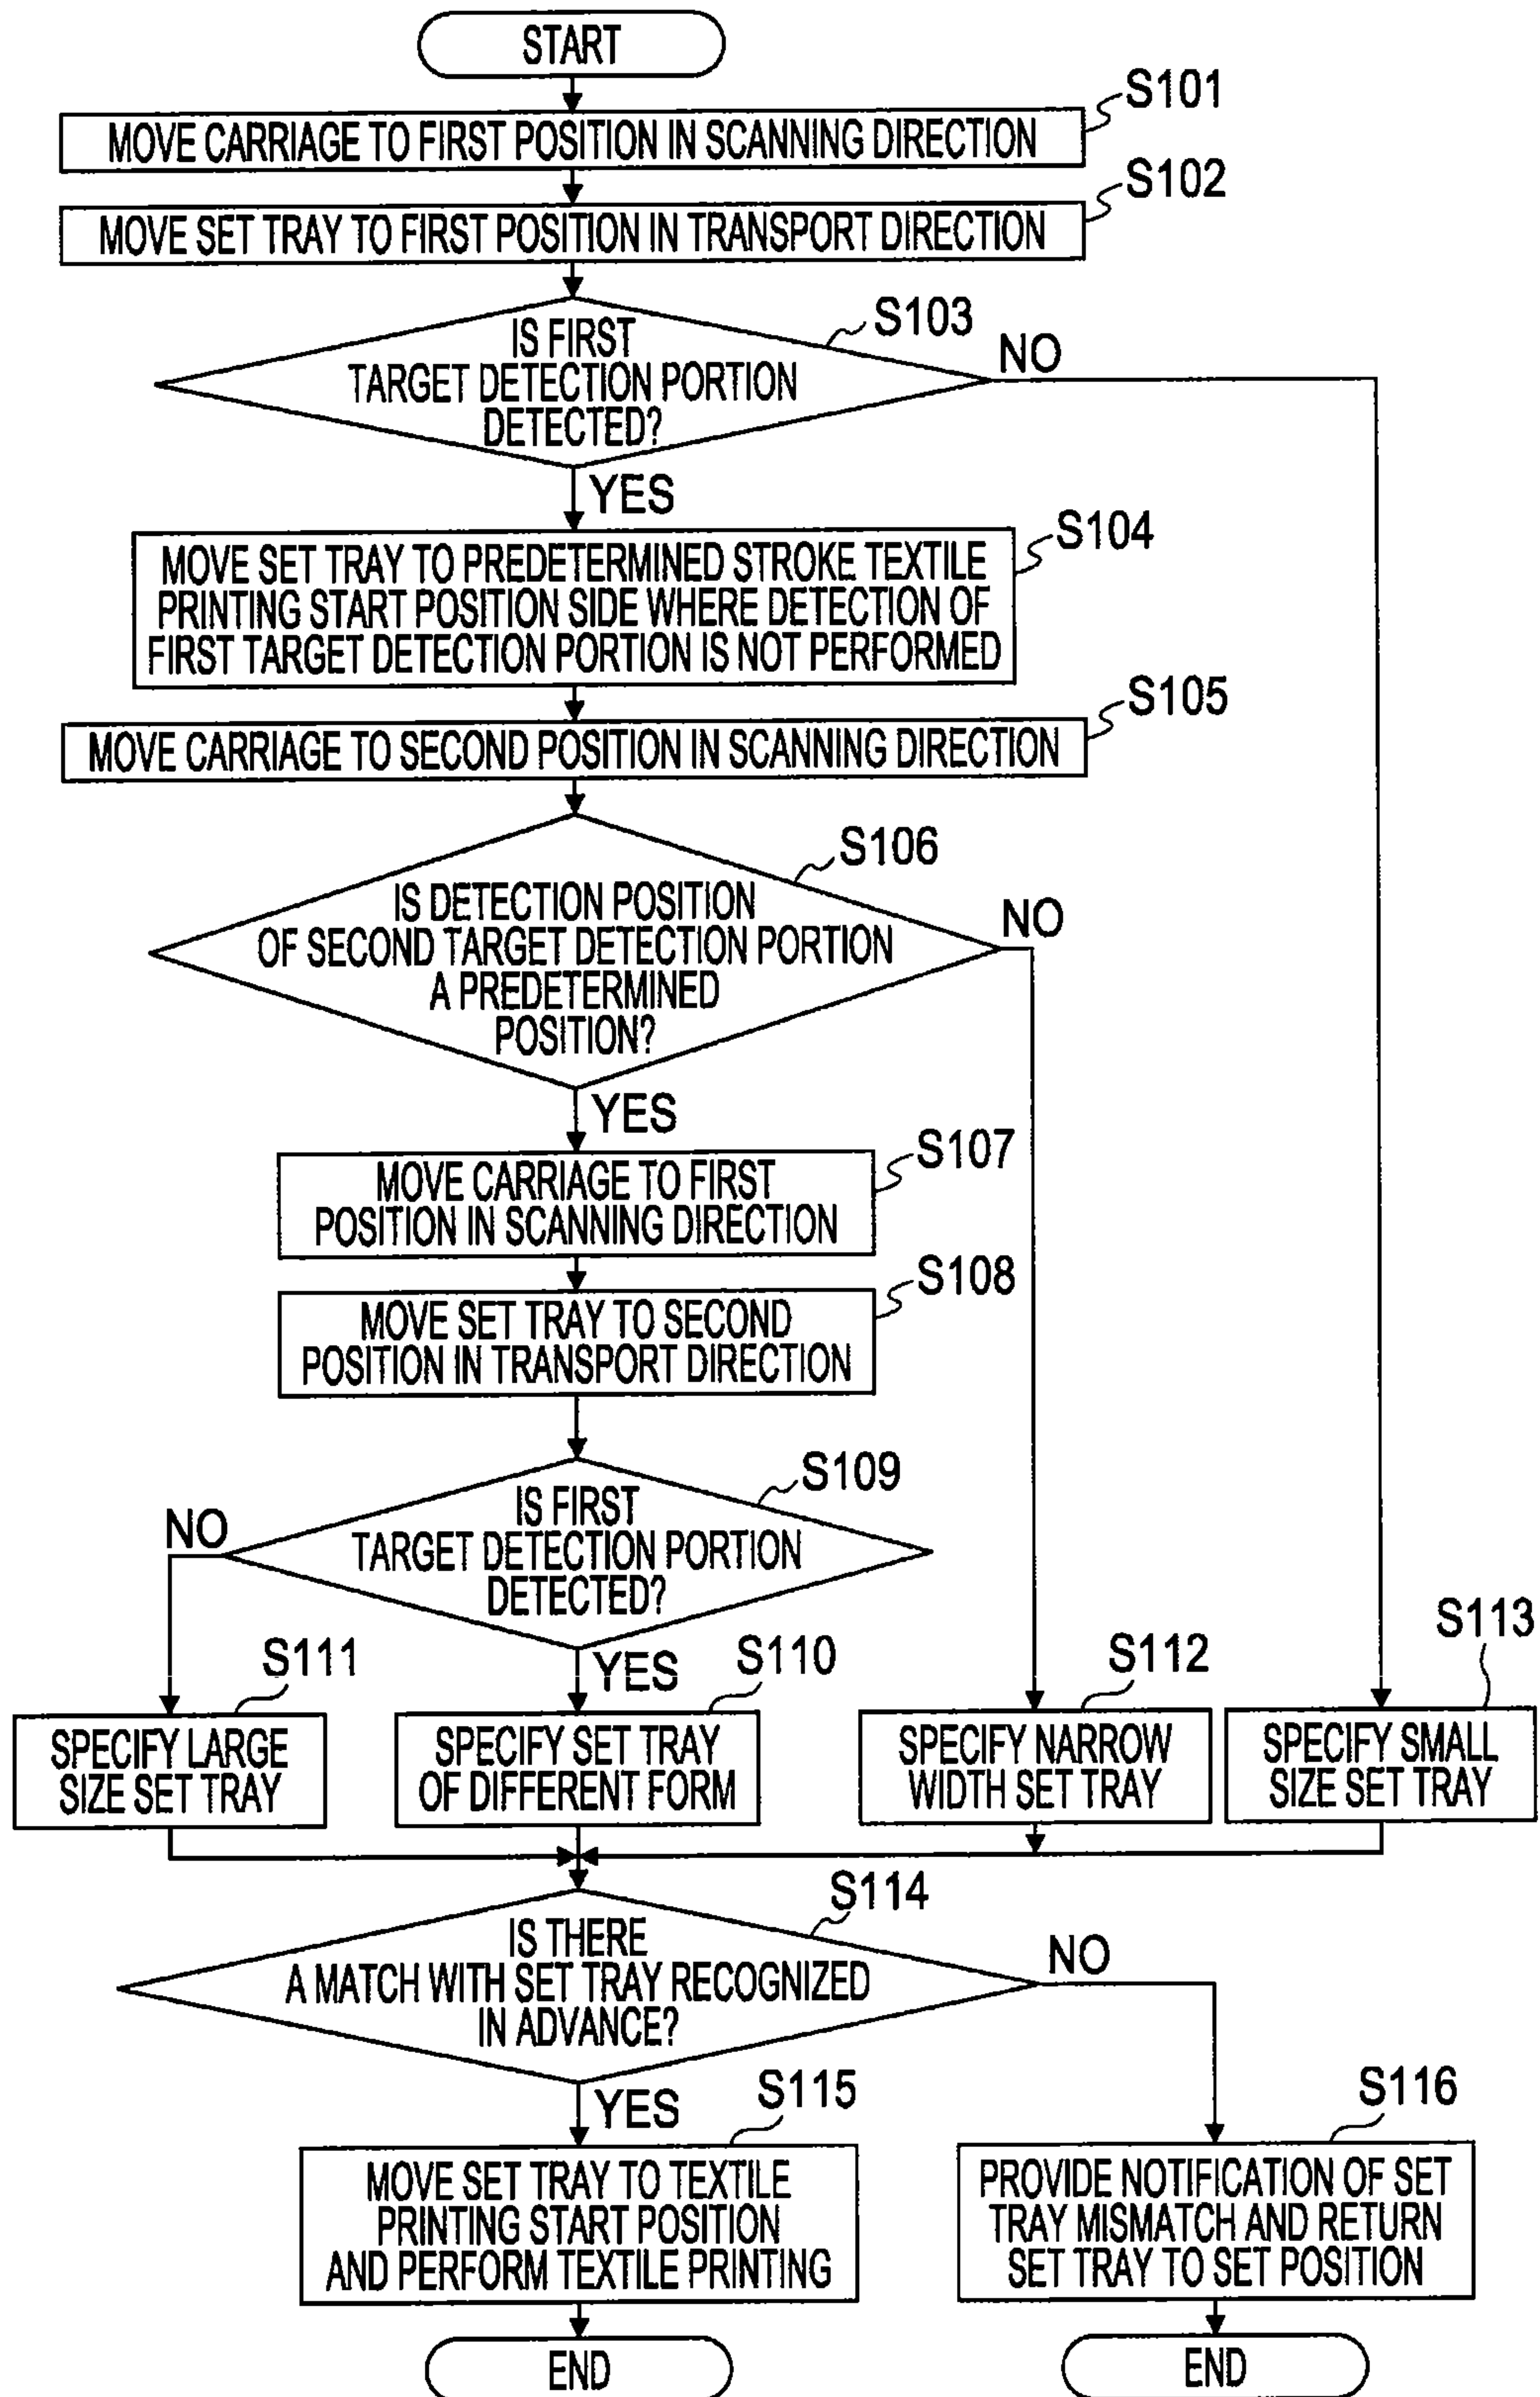 START
S101
MOVE CARRIAGE TO FIRST POSITION IN SCANNING DIRECTION
S102
MOVE SET TRAY TO FIRST POSITION IN TRANSPORT DIRECTION
S103
IS FIRST
TARGET DETECTION PORTION
DETECTED?
NO
YES
S104
MOVE SET TRAY TO PREDETERMINED STROKE TEXTILE
PRINTING START POSITION SIDE WHERE DETECTION OF
FIRST TARGET DETECTION PORTION IS NOT PERFORMED
S105
MOVE CARRIAGE TO SECOND POSITION IN SCANNING DIRECTION
S106
IS DETECTION POSITION
OF SECOND TARGET DETECTION PORTION
A PREDETERMINED
POSITION?
NO
YES
S107
MOVE CARRIAGE TO FIRST
POSITION IN SCANNING DIRECTION
S108
MOVE SET TRAY TO SECOND
POSITION IN TRANSPORT DIRECTION
S109
IS FIRST
TARGET DETECTION PORTION
DETECTED?
NO
YES
S111
SPECIFY LARGE
SIZE SET TRAY
S110
SPECIFY SET TRAY
OF DIFFERENT FORM
S112
SPECIFY NARROW
WIDTH SET TRAY
S113
SPECIFY SMALL
SIZE SET TRAY
S114
IS THERE
A MATCH WITH SET TRAY RECOGNIZED
IN ADVANCE?
NO
YES
S115
MOVE SET TRAY TO TEXTILE
PRINTING START POSITION
AND PERFORM TEXTILE PRINTING
S116
PROVIDE NOTIFICATION OF SET
TRAY MISMATCH AND RETURN
SET TRAY TO SET POSITION
END
END